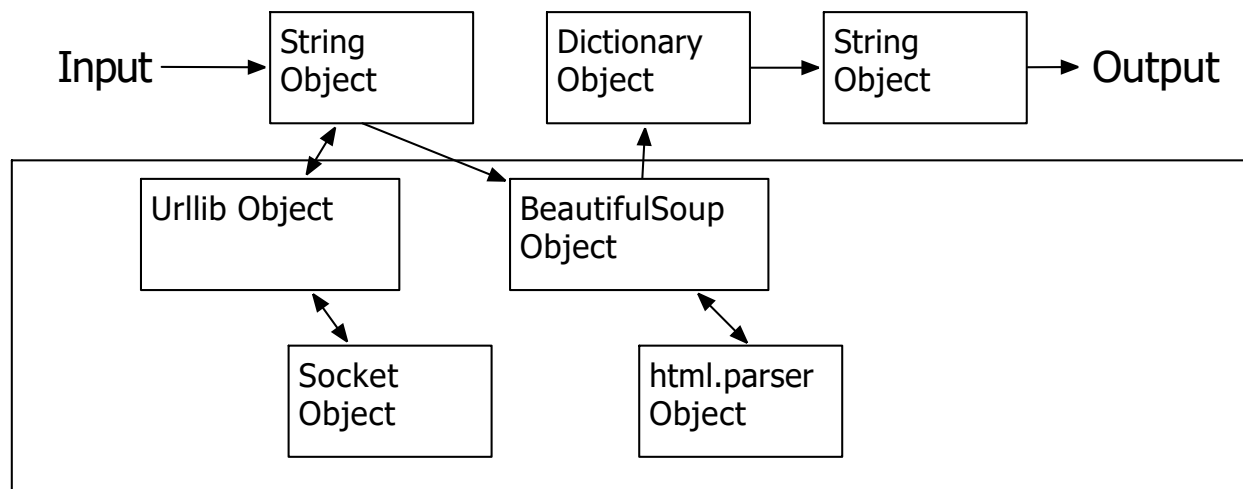 Input
String
Object
Dictionary
Object
String
Object
Output
Urllib Object
BeautifulSoup
Object
Socket
Object
html.parser
Object